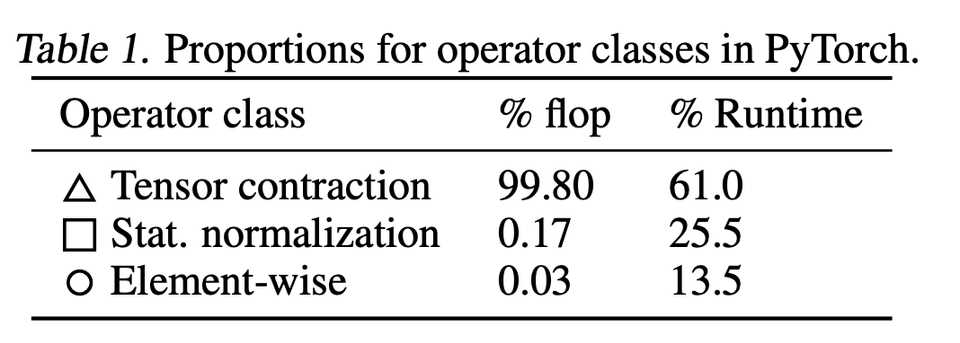 Table 1. Proportions for operator classes in PyTorch.
Operator class % flop % Runtime
△ Tensor contraction 99.80 61.0
□ Stat. normalization 0.17 25.5
○ Element-wise 0.03 13.5